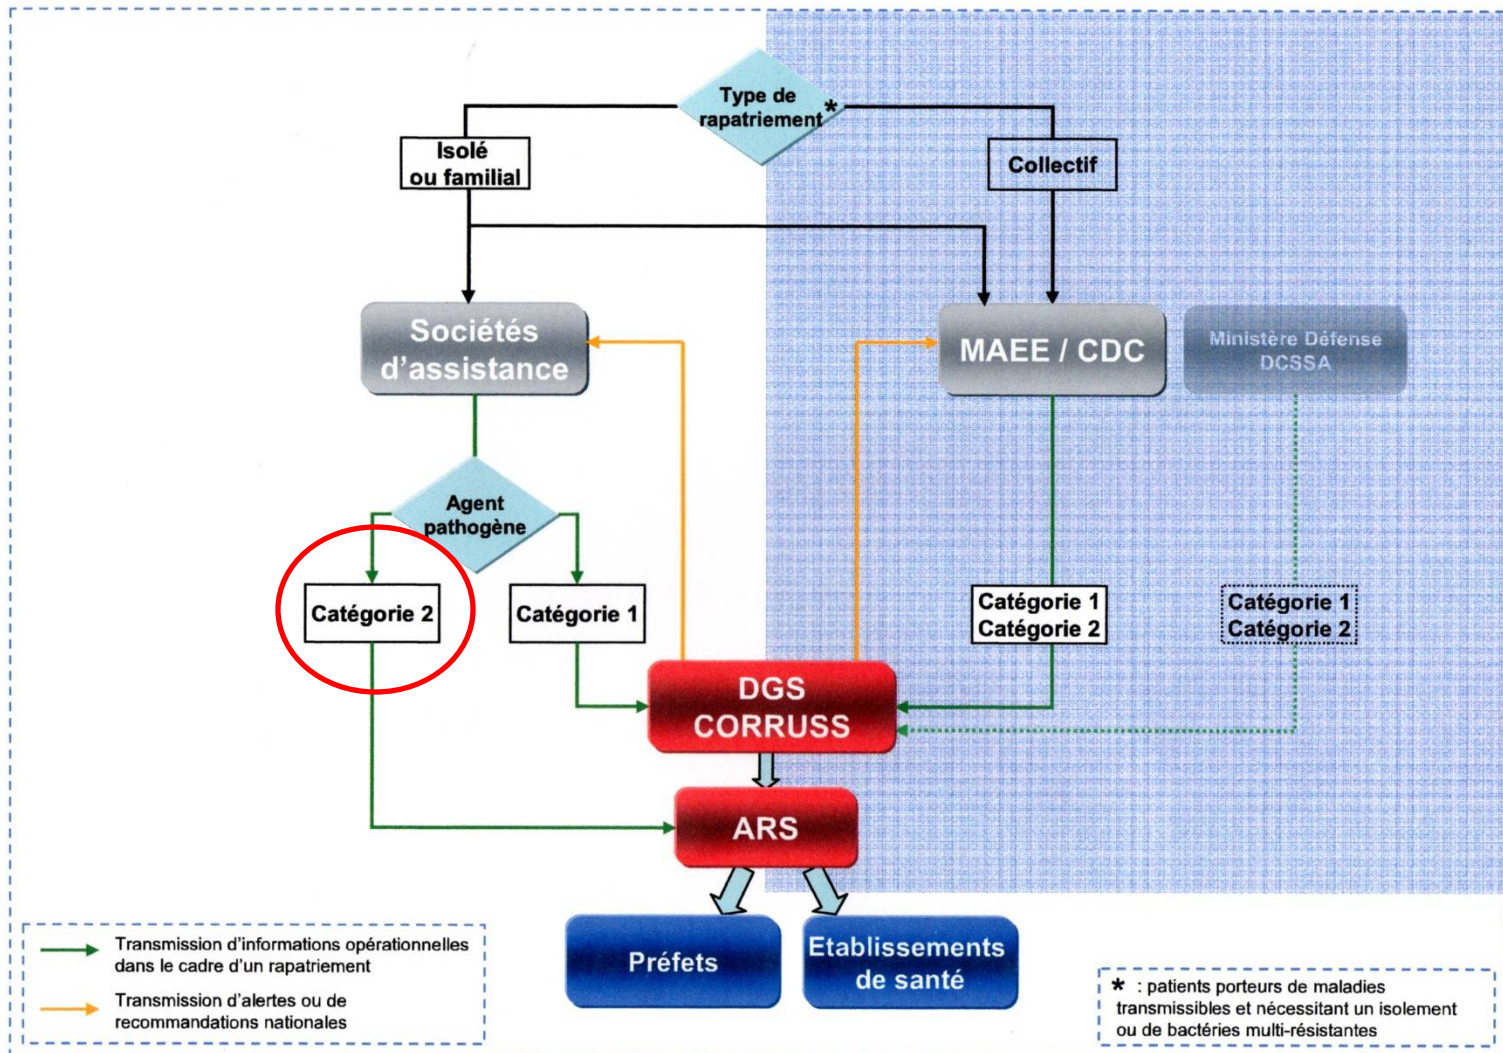 Type de
rapatriement*
Isolé
ou familial
Collectif
Sociétés
d'assistance
MAEE / CDC
Ministère Défense
DCSSA
Agent
pathogène
Catégorie 2
Catégorie 1
Catégorie 1
Catégorie 2
Catégorie 1
Catégorie 2
DGS
CORRUSS
ARS
Préfets
Etablissements
de santé
Transmission d'informations opérationnelles
dans le cadre d'un rapatriement
Transmission d'alertes ou de
recommandations nationales
* : patients porteurs de maladies
transmissibles et nécessitant un isolement
ou de bactéries multi-résistantes